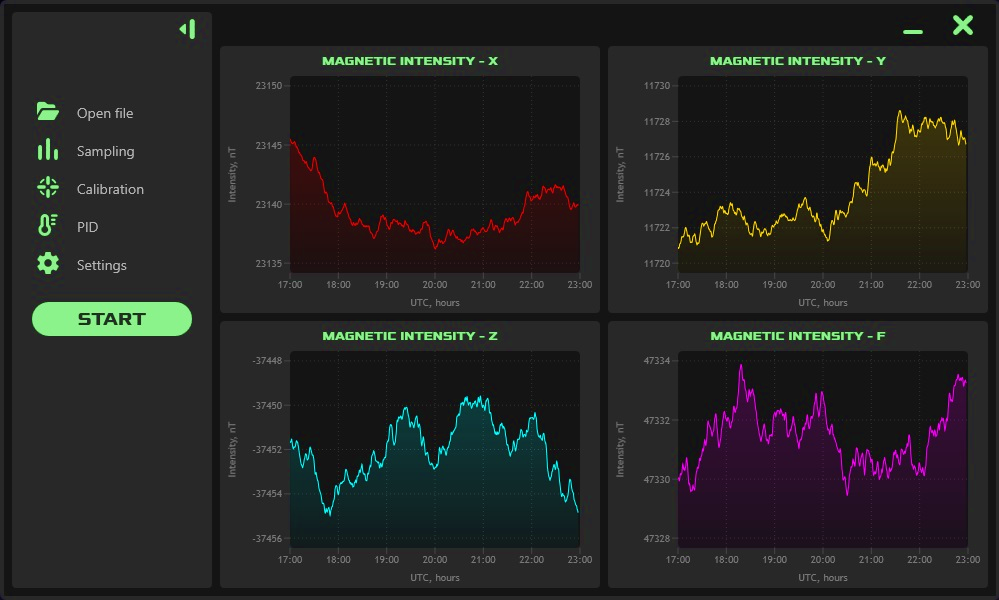 Open file
Sampling
Calibration
PID
Settings
START
MAGNETIC INTENSITY - X
23150
23145
23140
23135
Intensity, nT
17:00 18:00 19:00 20:00 21:00 22:00 23:00
UTC, hours
MAGNETIC INTENSITY - Y
11730
11728
11726
11724
11722
11720
Intensity, nT
17:00 18:00 19:00 20:00 21:00 22:00 23:00
UTC, hours
MAGNETIC INTENSITY - Z
-37448
-37450
-37452
-37454
-37456
Intensity, nT
17:00 18:00 19:00 20:00 21:00 22:00 23:00
UTC, hours
MAGNETIC INTENSITY - F
47334
47332
47330
47328
Intensity, nT
17:00 18:00 19:00 20:00 21:00 22:00 23:00
UTC, hours